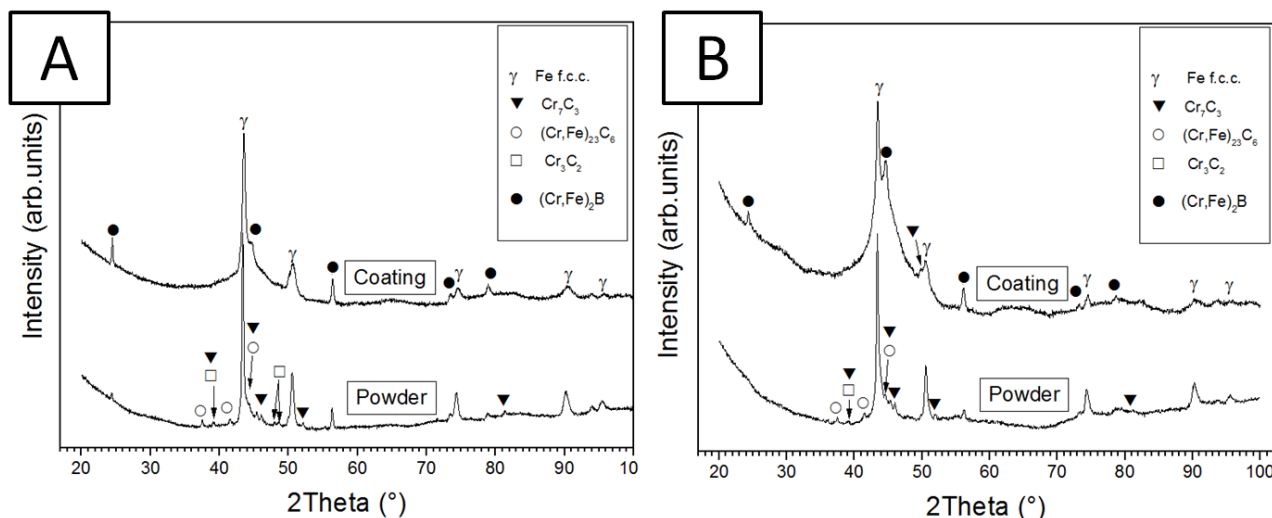 A
γ Fe f.c.c.
▼ Cr₇C₃
○ (Cr,Fe)₂₃C₆
□ Cr₃C₂
● (Cr,Fe)₂B
γ
γ
γ
γ
γ
Coating
Powder
Intensity (arb.units)
20 30 40 50 60 70 80 90 10
2Theta (°)
B
γ Fe f.c.c.
▼ Cr₇C₃
○ (Cr,Fe)₂₃C₆
□ Cr₃C₂
● (Cr,Fe)₂B
γ
γ
γ
γ
γ
Coating
Powder
Intensity (arb.units)
20 30 40 50 60 70 80 90 100
2Theta (°)